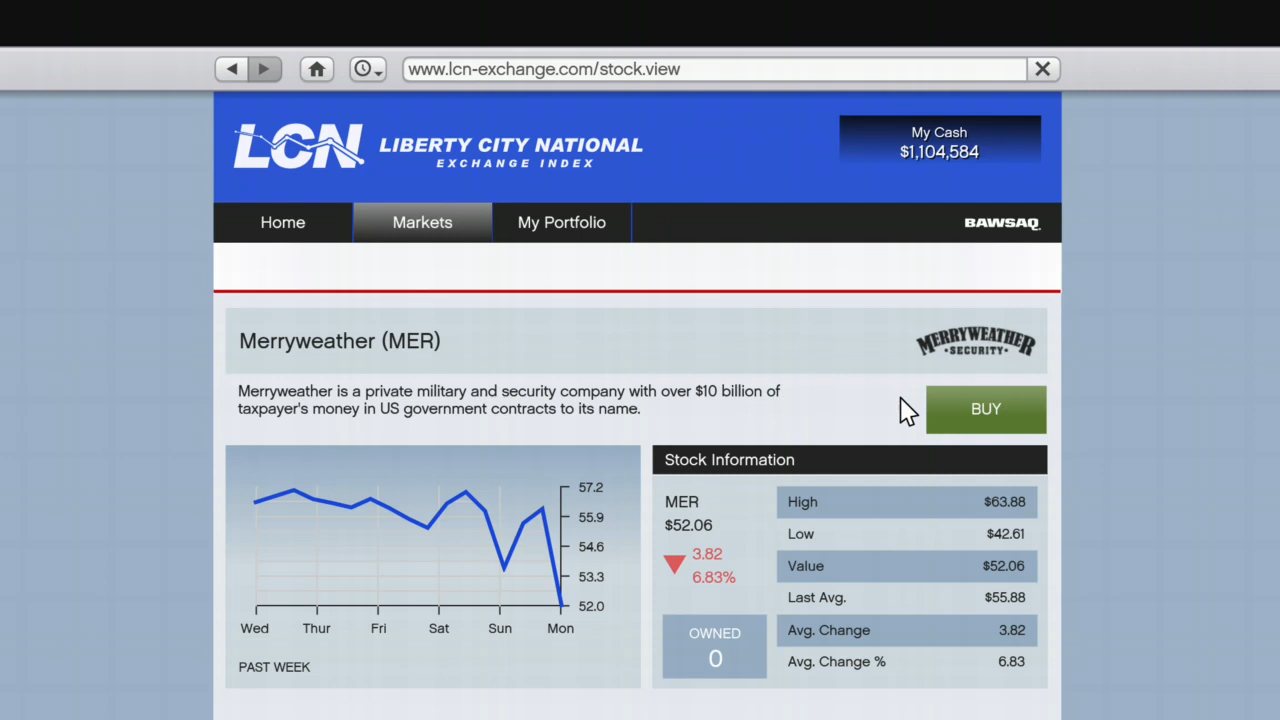 www.lcn-exchange.com/stock.view
LCN
LIBERTY CITY NATIONAL
EXCHANGE INDEX
My Cash
$1,104,584
Home
Markets
My Portfolio
BAWSAQ
Merryweather (MER)
MERRYWEATHER
·SECURITY·
Merryweather is a private military and security company with over $10 billion of
taxpayer's money in US government contracts to its name.
BUY
57.2
55.9
54.6
53.3
52.0
Wed Thur Fri Sat Sun Mon
PAST WEEK
Stock Information
MER
$52.06
3.82
6.83%
OWNED
0
High $63.88
Low $42.61
Value $52.06
Last Avg. $55.88
Avg. Change 3.82
Avg. Change % 6.83